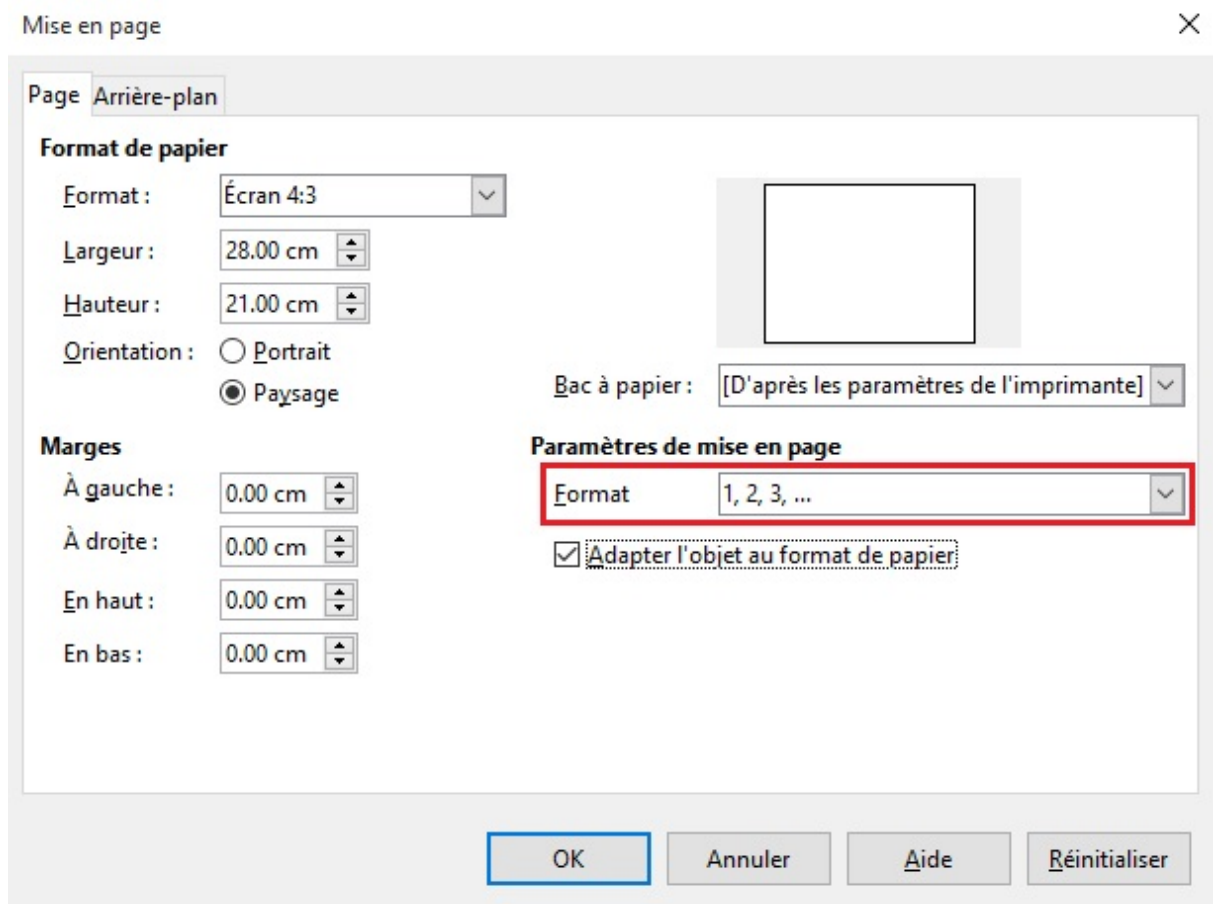 Mise en page
Page Arrière-plan
Format de papier
Format : Écran 4:3
Largeur : 28.00 cm
Hauteur : 21.00 cm
Orientation : Portrait
Paysage
Bac à papier : [D'après les paramètres de l'imprimante]
Marges
À gauche : 0.00 cm
À droite : 0.00 cm
En haut : 0.00 cm
En bas : 0.00 cm
Paramètres de mise en page
Format 1, 2, 3, ...
Adapter l'objet au format de papier
OK Annuler Aide Réinitialiser